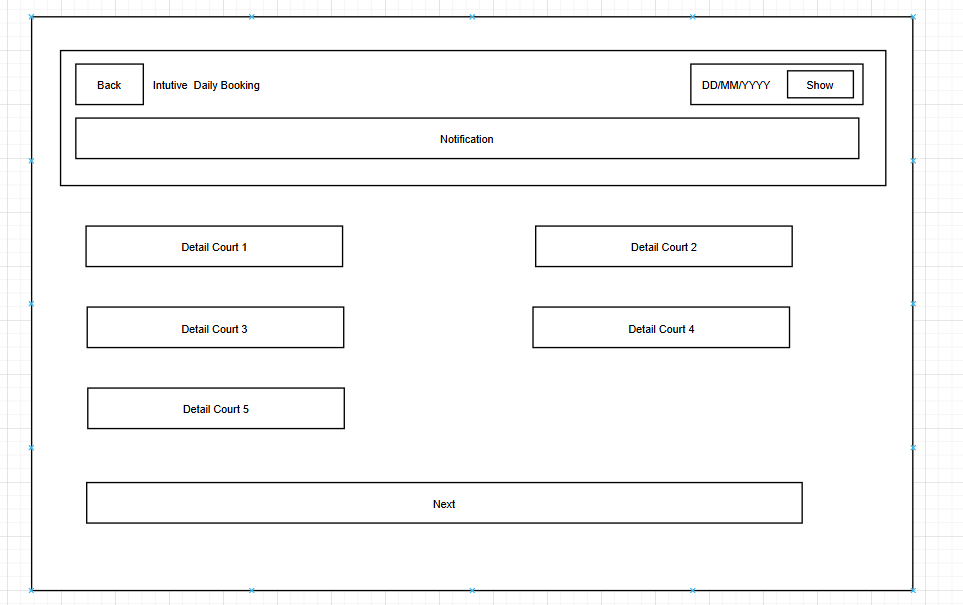 Back
Intutive Daily Booking
DD/MM/YYYY
Show
Notification
Detail Court 1
Detail Court 2
Detail Court 3
Detail Court 4
Detail Court 5
Next